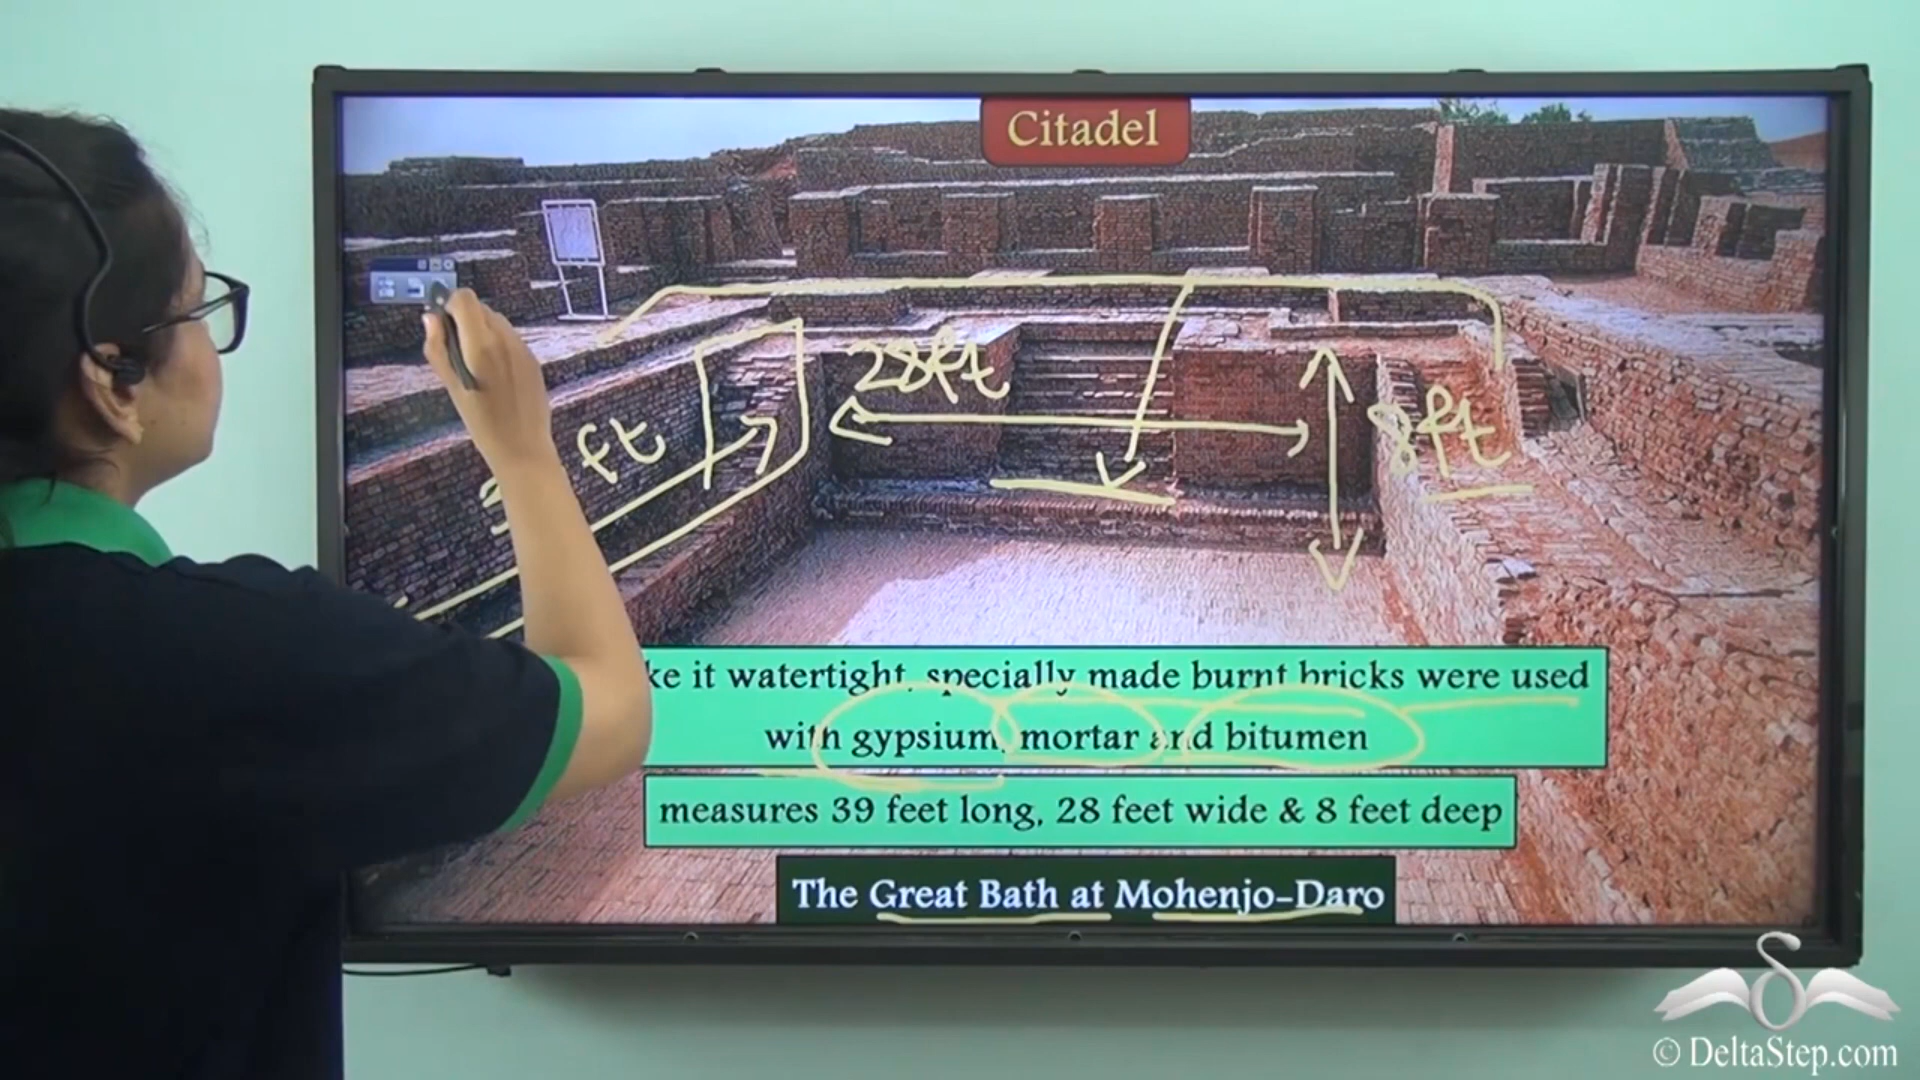 Citadel
28ft
ft
8ft
ke it watertight, specially made burnt bricks were used
with gypsium, mortar and bitumen
measures 39 feet long, 28 feet wide & 8 feet deep
The Great Bath at Mohenjo-Daro
© DeltaStep.com